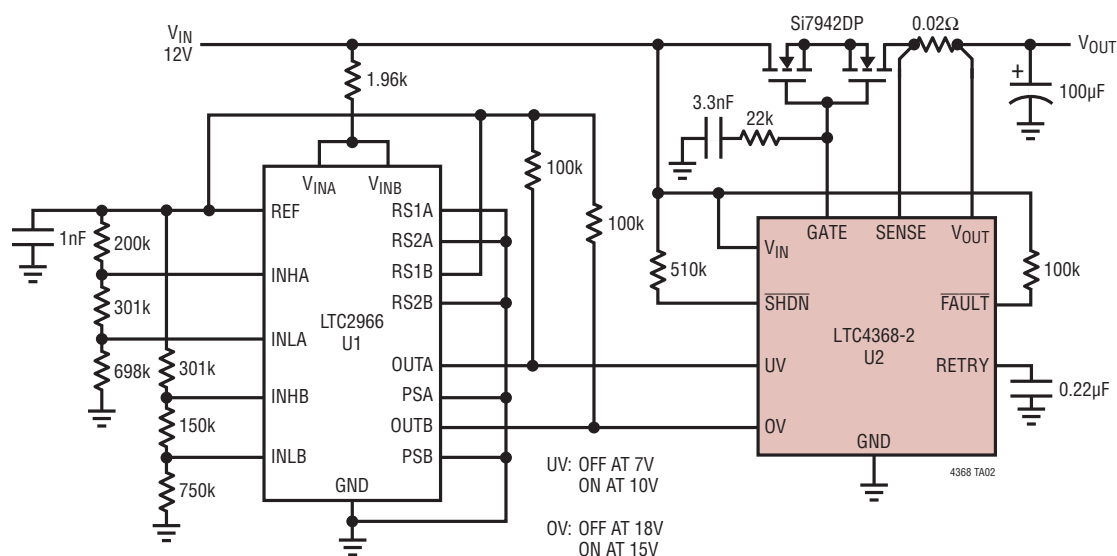 Si7942DP
0.02Ω
VIN
12V
VOUT
1.96k
3.3nF
22k
+
100µF
100k
VINA
VINB
100k
REF
RS1A
1nF
200k
RS2A
INHA
RS1B
301k
RS2B
INLA
LTC2966
U1
698k
301k
OUTA
INHB
PSA
150k
OUTB
INLB
PSB
750k
GND
GATE
SENSE
VOUT
VIN
510k
100k
SHDN
FAULT
LTC4368-2
U2
UV
RETRY
0.22µF
OV
GND
4368 TA02
UV: OFF AT 7V
ON AT 10V
OV: OFF AT 18V
ON AT 15V